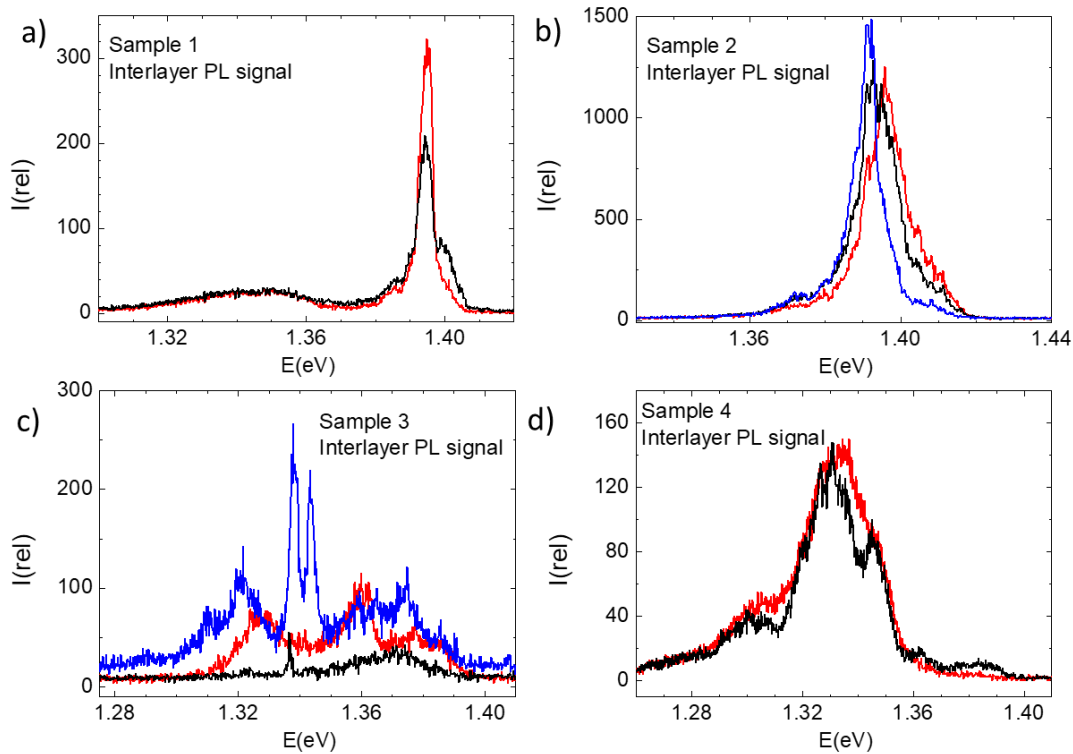 a)
Sample 1
Interlayer PL signal
I(rel)
300
200
100
0
1.32
1.36
1.40
E(eV)
b)
Sample 2
Interlayer PL signal
I(rel)
1500
1000
500
0
1.36
1.40
1.44
E(eV)
c)
Sample 3
Interlayer PL signal
I(rel)
300
200
100
0
1.28
1.32
1.36
1.40
E(eV)
d)
Sample 4
Interlayer PL signal
I(rel)
160
120
80
40
0
1.28
1.32
1.36
1.40
E(eV)